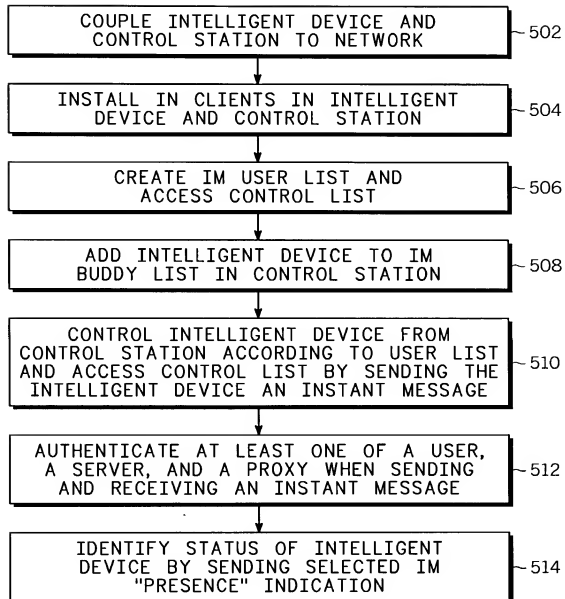 COUPLE INTELLIGENT DEVICE AND
CONTROL STATION TO NETWORK
502
INSTALL IN CLIENTS IN INTELLIGENT
DEVICE AND CONTROL STATION
504
CREATE IM USER LIST AND
ACCESS CONTROL LIST
506
ADD INTELLIGENT DEVICE TO IM
BUDDY LIST IN CONTROL STATION
508
CONTROL INTELLIGENT DEVICE FROM
CONTROL STATION ACCORDING TO USER LIST
AND ACCESS CONTROL LIST BY SENDING THE
INTELLIGENT DEVICE AN INSTANT MESSAGE
510
AUTHENTICATE AT LEAST ONE OF A USER,
A SERVER, AND A PROXY WHEN SENDING
AND RECEIVING AN INSTANT MESSAGE
512
IDENTIFY STATUS OF INTELLIGENT
DEVICE BY SENDING SELECTED IM
"PRESENCE" INDICATION
514